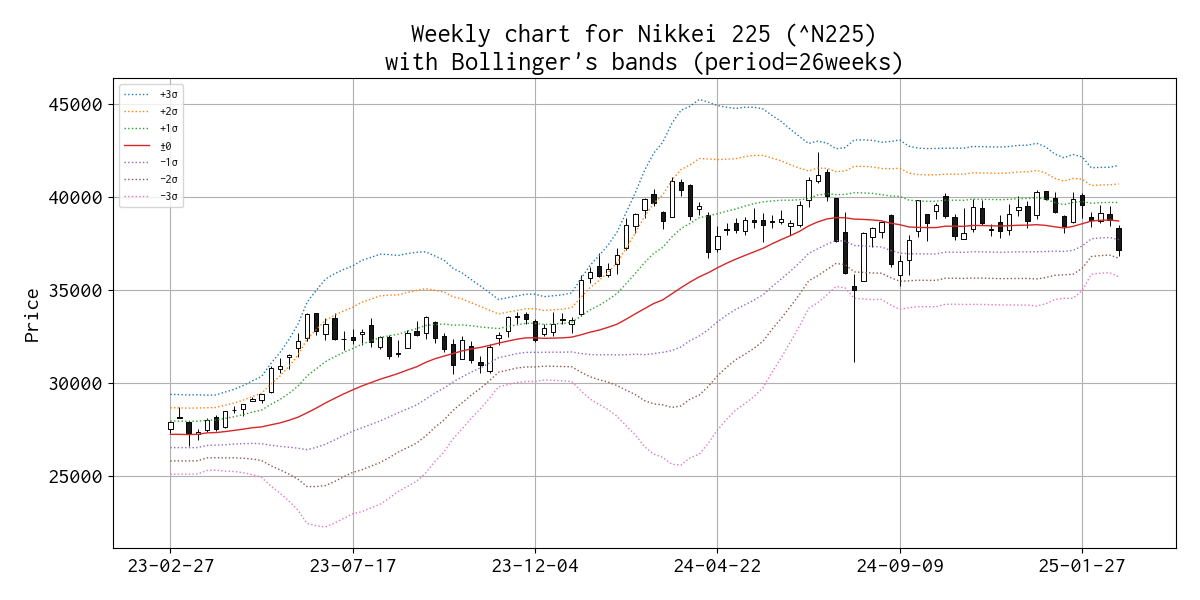 Weekly chart for Nikkei 225 (^N225)
with Bollinger's bands (period=26weeks)
+3σ
+2σ
+1σ
±0
−1σ
−2σ
−3σ
Price
45000
40000
35000
30000
25000
23-02-27
23-07-17
23-12-04
24-04-22
24-09-09
25-01-27